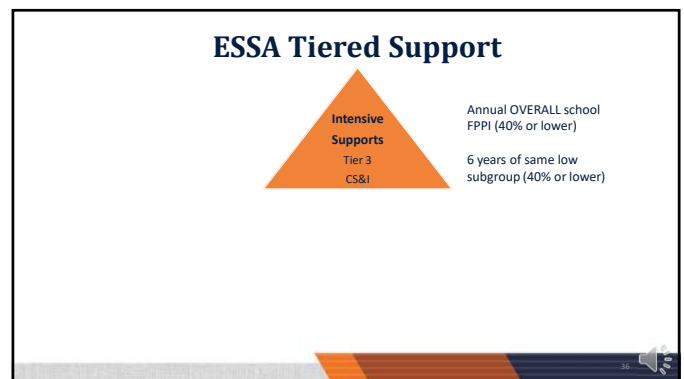 ESSA Tiered Support
Intensive
Supports
Tier 3
CS&I
Annual OVERALL school
FPPI (40% or lower)
6 years of same low
subgroup (40% or lower)
36